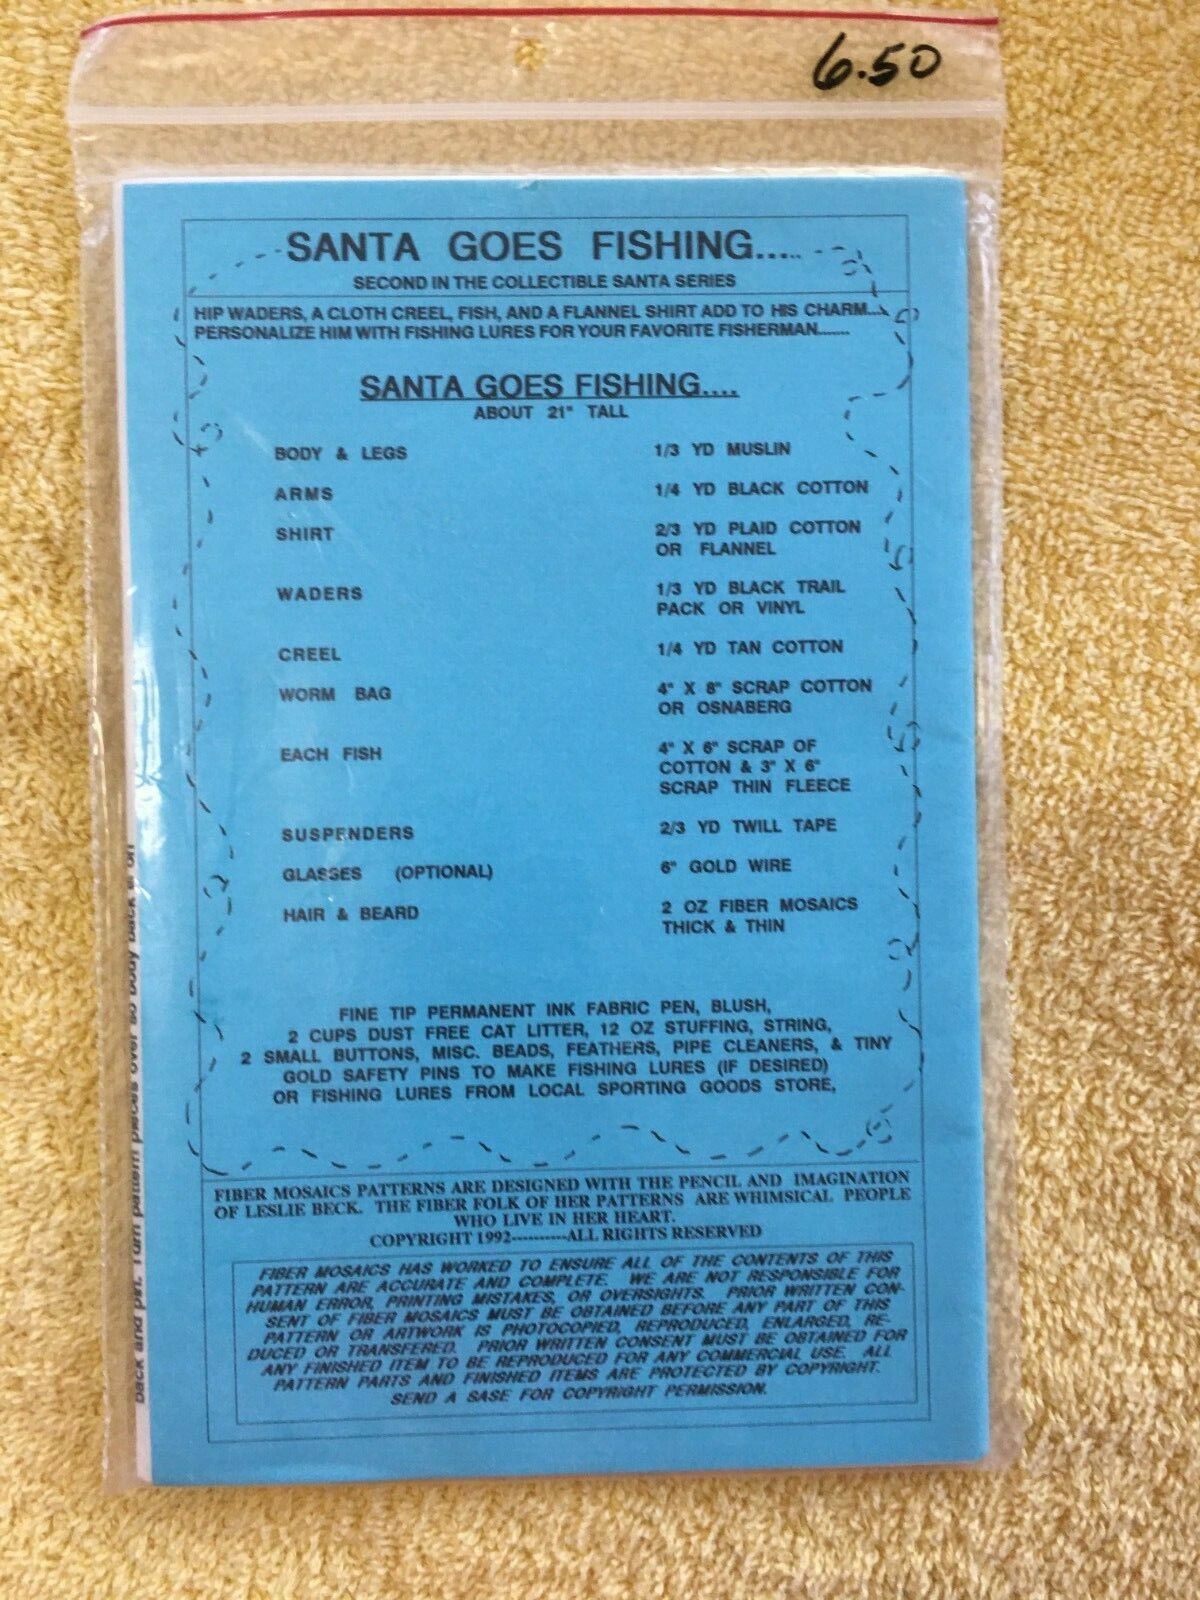 6.50
SANTA GOES FISHING.....
SECOND IN THE COLLECTIBLE SANTA SERIES
HIP WADERS, A CLOTH CREEL, FISH, AND A FLANNEL SHIRT ADD TO HIS CHARM...
PERSONALIZE HIM WITH FISHING LURES FOR YOUR FAVORITE FISHERMAN.......
SANTA GOES FISHING....
ABOUT 21" TALL
BODY & LEGS 1/3 YD MUSLIN
ARMS 1/4 YD BLACK COTTON
SHIRT 2/3 YD PLAID COTTON
OR FLANNEL
WADERS 1/3 YD BLACK TRAIL
PACK OR VINYL
CREEL 1/4 YD TAN COTTON
WORM BAG 4" X 8" SCRAP COTTON
OR OSNABERG
EACH FISH 4" X 6" SCRAP OF
COTTON & 3" X 6"
SCRAP THIN FLEECE
SUSPENDERS 2/3 YD TWILL TAPE
GLASSES (OPTIONAL) 6" GOLD WIRE
HAIR & BEARD 2 OZ FIBER MOSAICS
THICK & THIN
FINE TIP PERMANENT INK FABRIC PEN, BLUSH,
2 CUPS DUST FREE CAT LITTER, 12 OZ STUFFING, STRING,
2 SMALL BUTTONS, MISC. BEADS, FEATHERS, PIPE CLEANERS, & TINY
GOLD SAFETY PINS TO MAKE FISHING LURES (IF DESIRED)
OR FISHING LURES FROM LOCAL SPORTING GOODS STORE,
FIBER MOSAICS PATTERNS ARE DESIGNED WITH THE PENCIL AND IMAGINATION
OF LESLIE BECK. THE FIBER FOLK OF HER PATTERNS ARE WHIMSICAL PEOPLE
WHO LIVE IN HER HEART.
COPYRIGHT 1992----------ALL RIGHTS RESERVED
FIBER MOSAICS HAS WORKED TO ENSURE ALL OF THE CONTENTS OF THIS
PATTERN ARE ACCURATE AND COMPLETE. WE ARE NOT RESPONSIBLE FOR
HUMAN ERROR, PRINTING MISTAKES, OR OVERSIGHTS. PRIOR WRITTEN CON-
SENT OF FIBER MOSAICS MUST BE OBTAINED BEFORE ANY PART OF THIS
PATTERN OR ARTWORK IS PHOTOCOPIED, REPRODUCED, ENLARGED, RE-
DUCED OR TRANSFERED. PRIOR WRITTEN CONSENT MUST BE OBTAINED FOR
ANY FINISHED ITEM TO BE REPRODUCED FOR ANY COMMERCIAL USE. ALL
PATTERN PARTS AND FINISHED ITEMS ARE PROTECTED BY COPYRIGHT.
SEND A SASE FOR COPYRIGHT PERMISSION.
back and pin. Turn pattern pieces over so body back is on